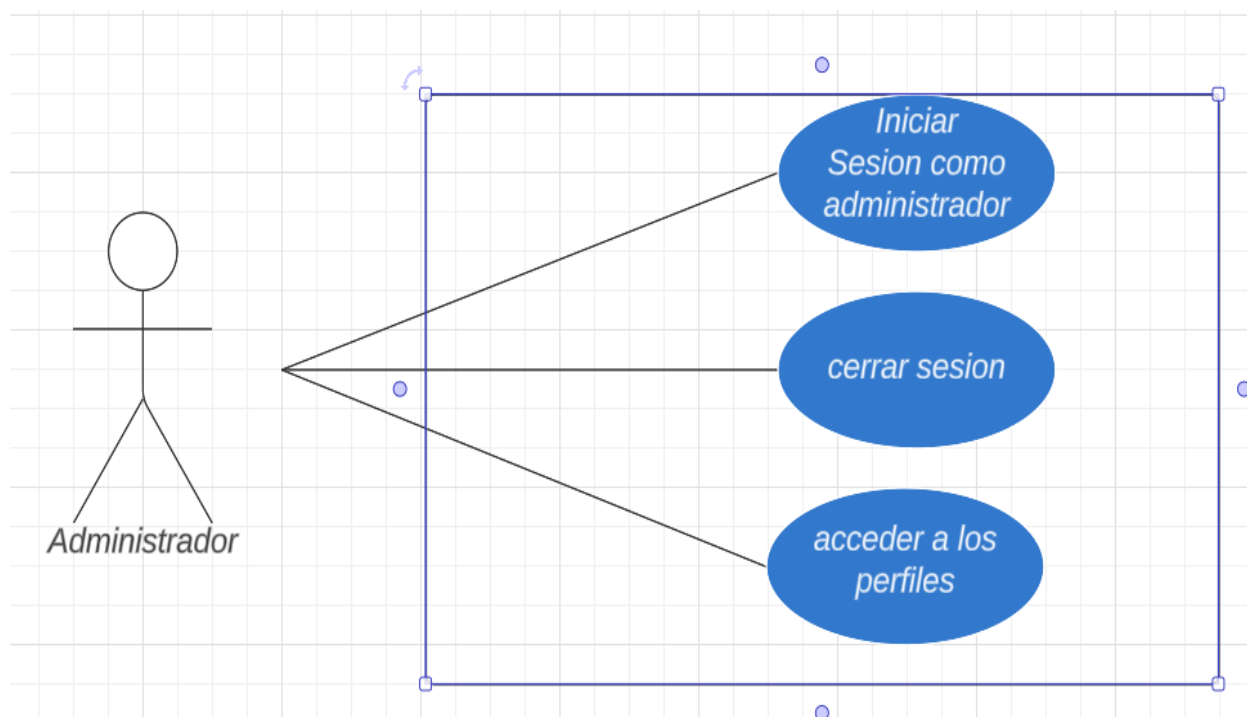 Iniciar
Sesion como
administrador
cerrar sesion
acceder a los
perfiles
Administrador